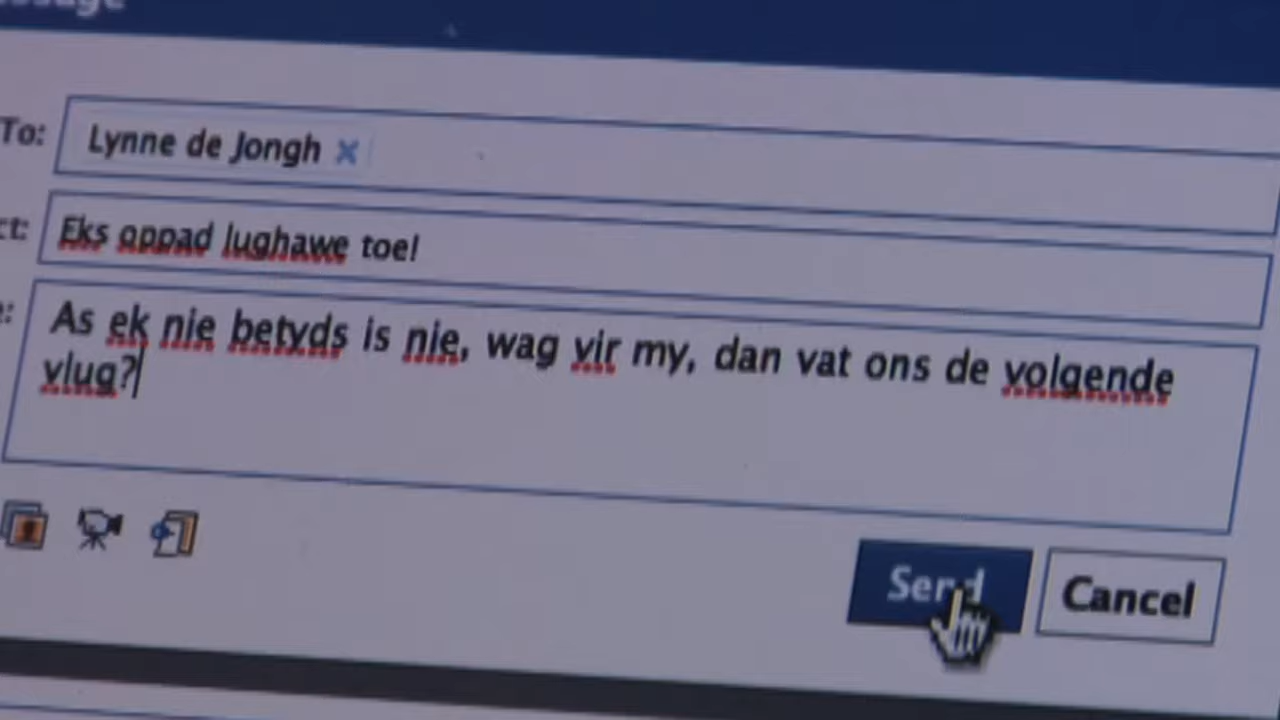 To:
Lynne de Jongh
Eks oppad lughawe toe!
As ek nie betyds is nie, wag vir my, dan vat ons de volgende
vlug?
Send
Cancel